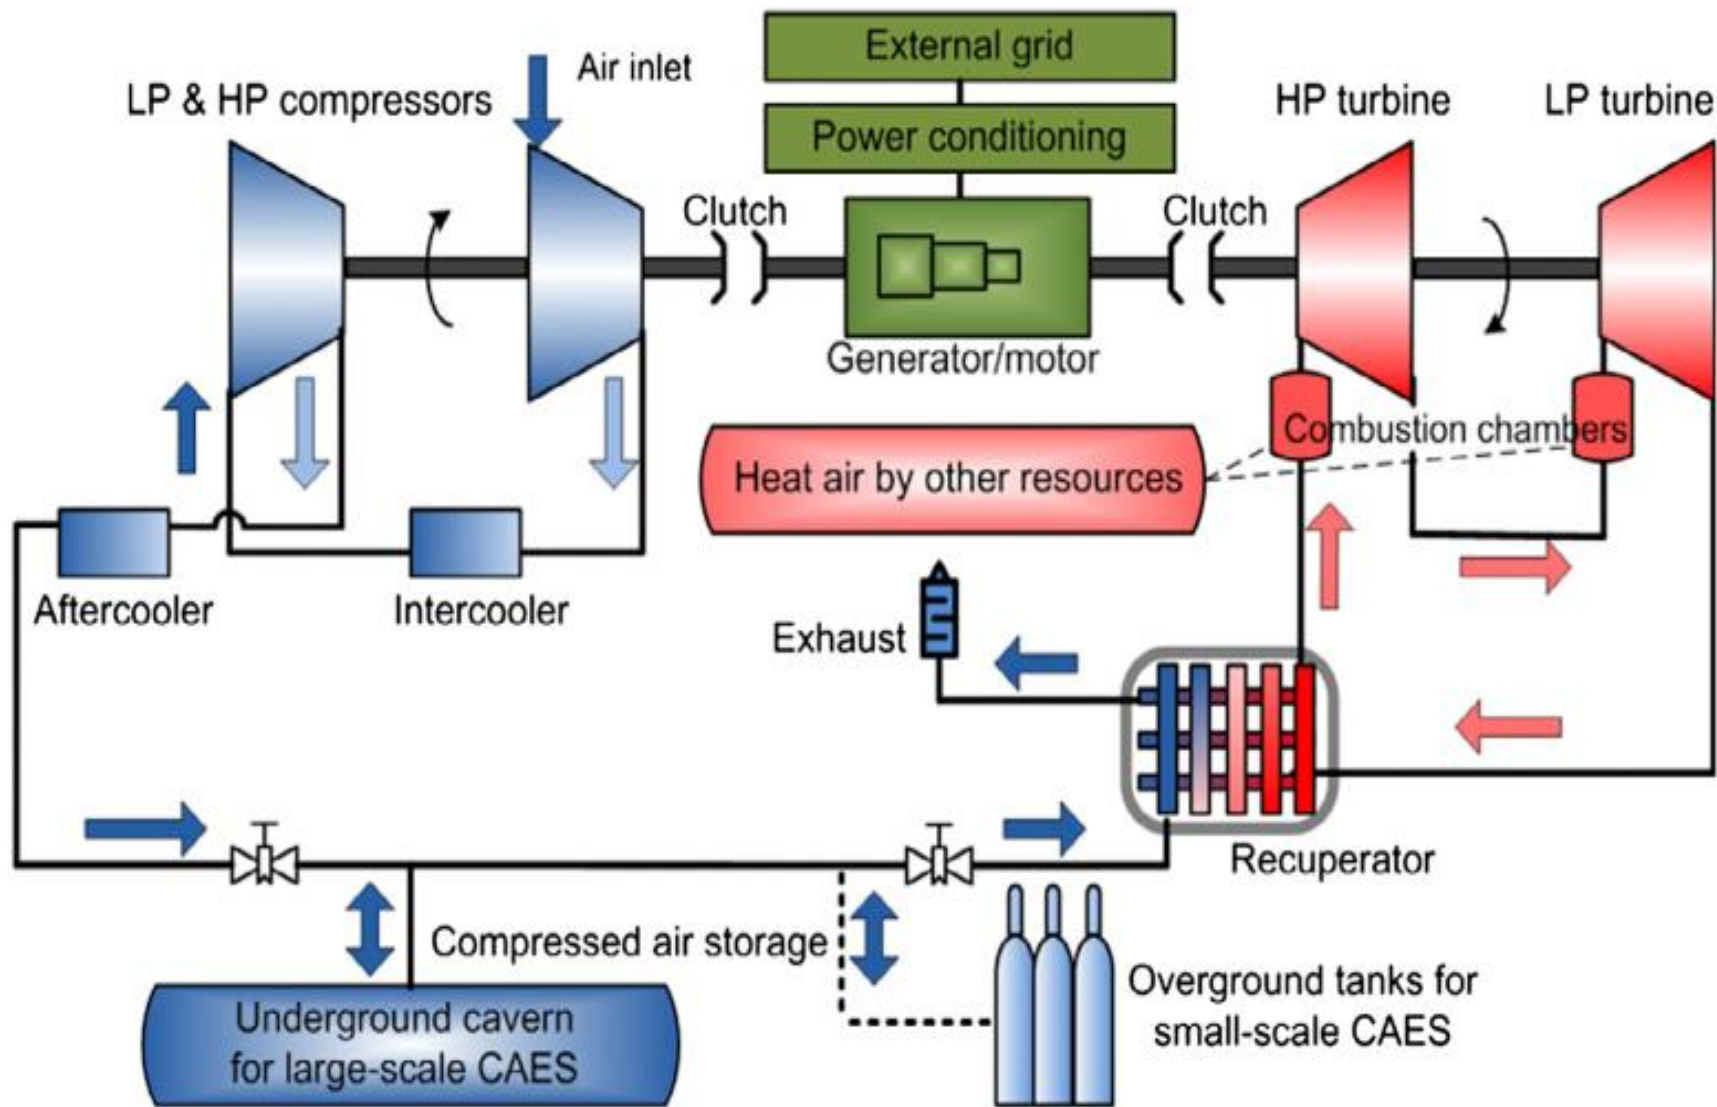 External grid
Air inlet
LP & HP compressors
HP turbine
LP turbine
Power conditioning
Clutch
Clutch
Generator/motor
Combustion chambers
Heat air by other resources
Aftercooler
Intercooler
Exhaust
Recuperator
Compressed air storage
Overground tanks for
small-scale CAES
Underground cavern
for large-scale CAES